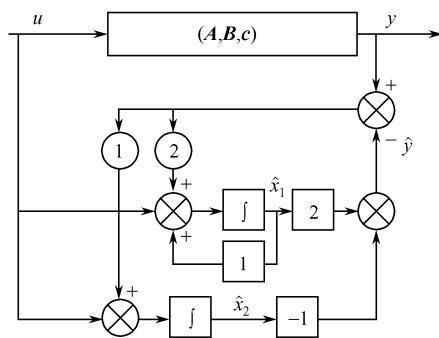 u (A,B,c) y
+
1 2 − ŷ
+ x̂₁
∫ 2
+
1
+ x̂₂
∫ −1